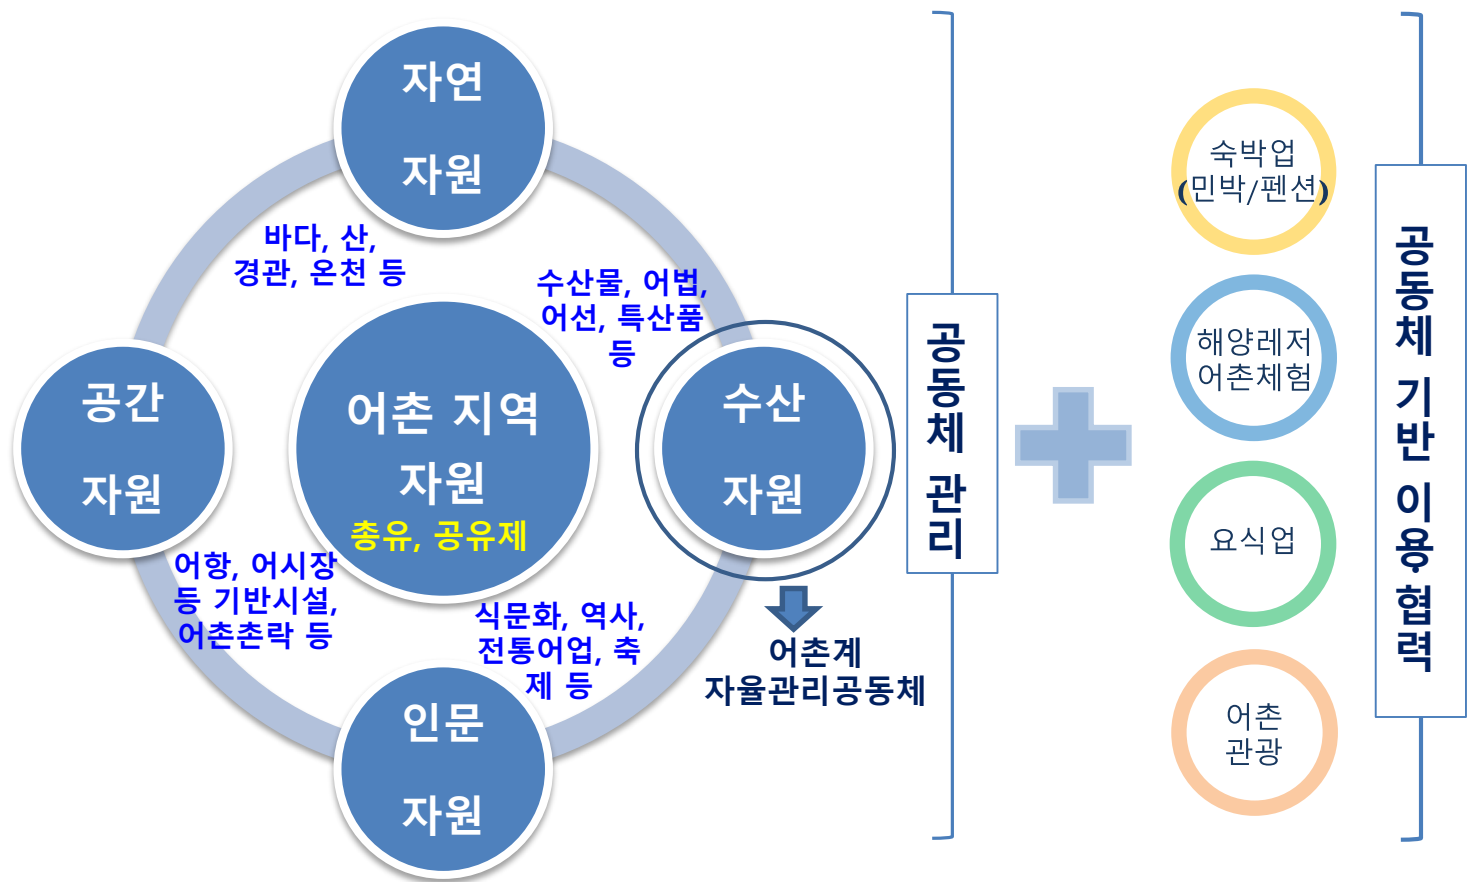 자연
자원
바다, 산,
경관, 온천 등
수산물, 어법,
어선, 특산품
등
공간
자원
어촌 지역
자원
총유, 공유제
수산
자원
어항, 어시장
등 기반시설,
어촌촌락 등
식문화, 역사,
전통어업, 축
제 등
인문
자원
어촌계
자율관리공동체
공동체 관리
숙박업
(민박/펜션)
해양레저
어촌체험
요식업
어촌
관광
공동체 기반 이용·협력